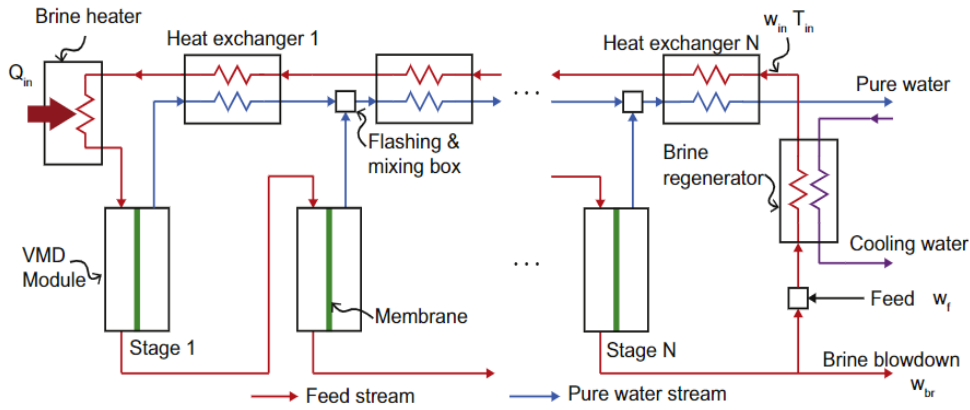 Brine heater
Q_in
Heat exchanger 1
Heat exchanger N
w_in T_in
Pure water
...
Flashing &
mixing box
Brine
regenerator
VMD
Module
Cooling water
...
Membrane
Feed w_f
Stage 1
Stage N
Brine blowdown
w_br
Feed stream
Pure water stream